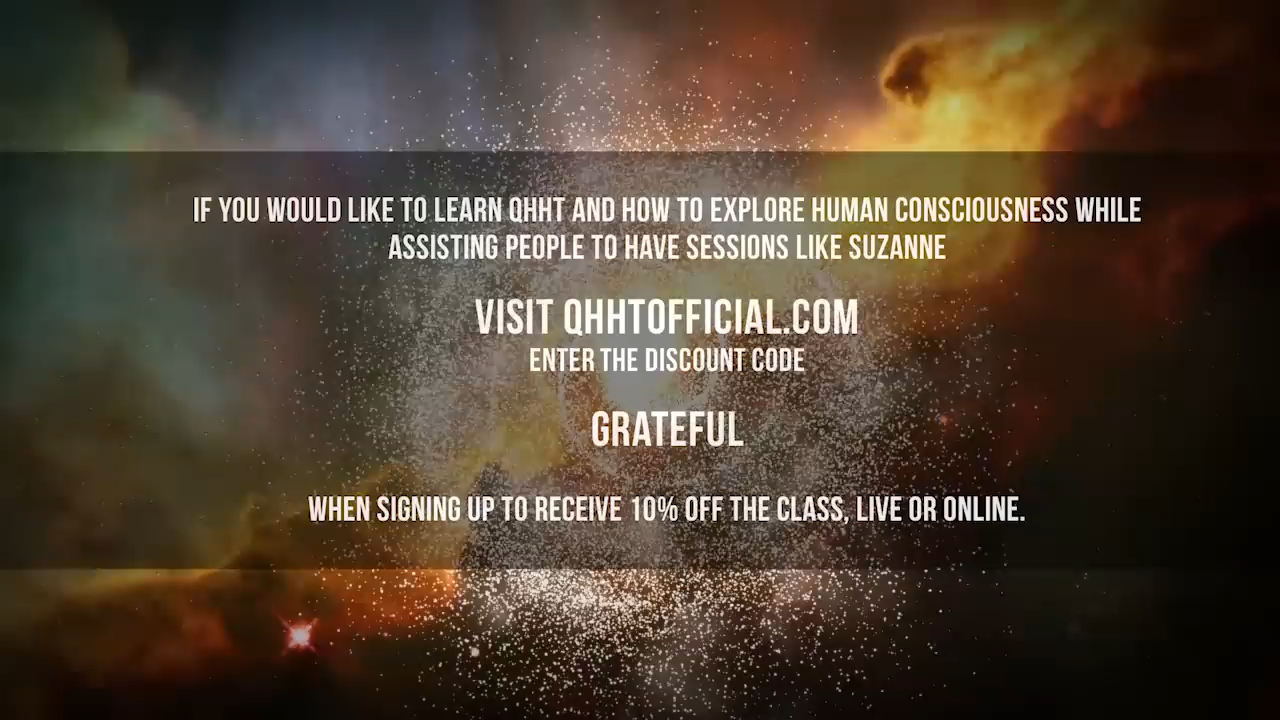 IF YOU WOULD LIKE TO LEARN QHHT AND HOW TO EXPLORE HUMAN CONSCIOUSNESS WHILE
ASSISTING PEOPLE TO HAVE SESSIONS LIKE SUZANNE
VISIT QHHTOFFICIAL.COM
ENTER THE DISCOUNT CODE
GRATEFUL
WHEN SIGNING UP TO RECEIVE 10% OFF THE CLASS, LIVE OR ONLINE.